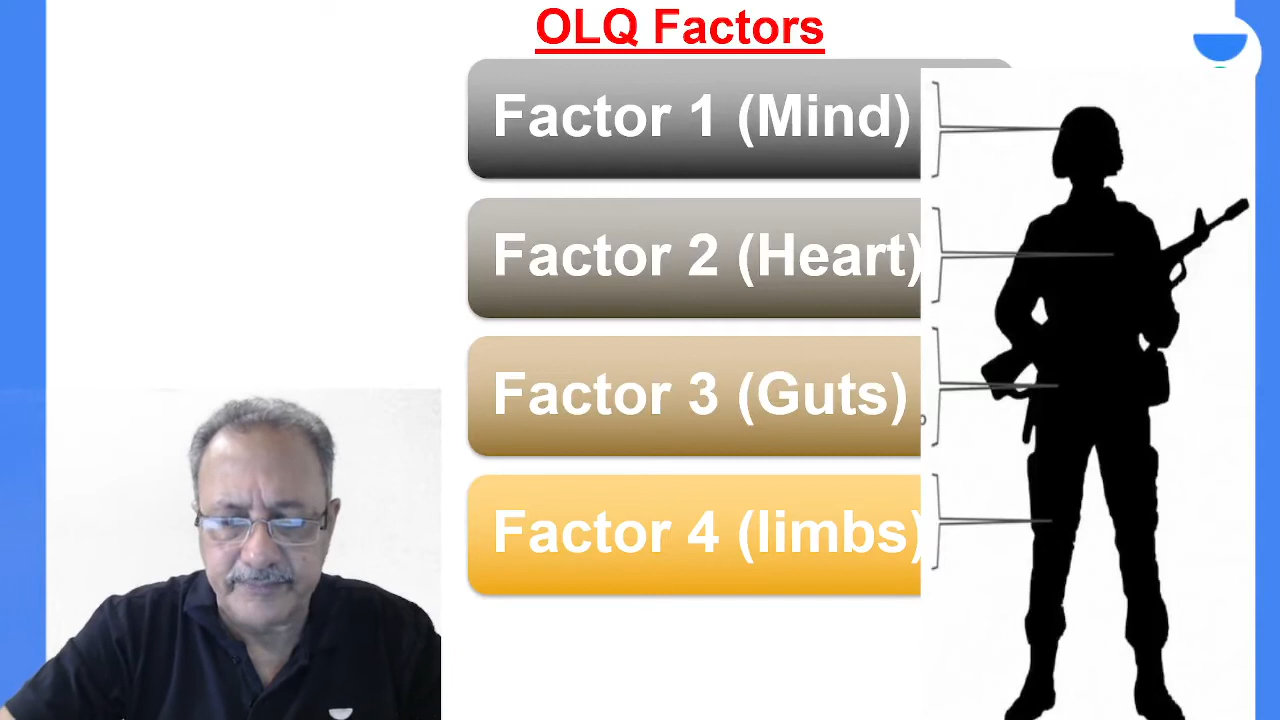 OLQ Factors
Factor 1 (Mind)
Factor 2 (Heart)
Factor 3 (Guts)
Factor 4 (limbs)